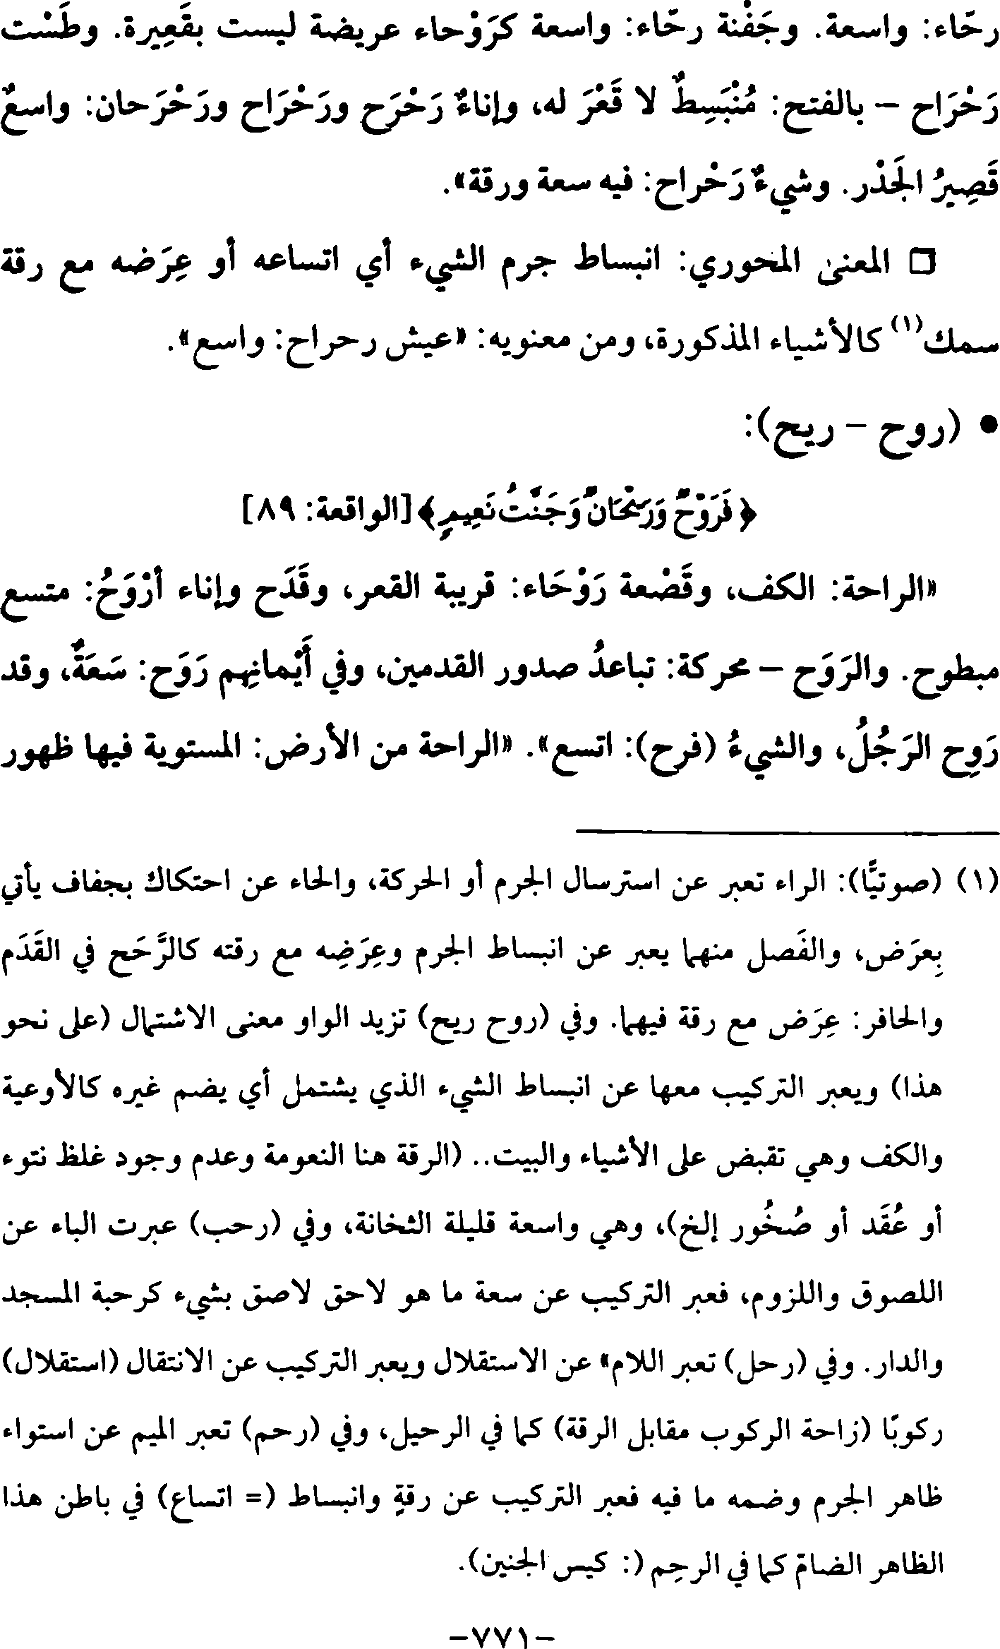 رحّاء: واسعة. وجَفْنة رحّاء: واسعة كرَوْحاء عريضة ليست بقَعِيرة. وطَسْت
رَحْرَاح – بالفتح: مُنْبَسِطٌ لا قَعْرَ له، وإناءٌ رَحْرَح ورَحْرَاح ورَحْرَحان: واسعٌ
قَصِيرُ الجَذْر. وشيءٌ رَحْراح: فيه سعة ورقة».
❒ المعنى المحوري: انبساط جرم الشيء أي اتساعه أو عِرَضه مع رقة
سمك(١) كالأشياء المذكورة، ومن معنويه: «عيش رحراح: واسع».
• (روح – ريح):
﴿فَرَوْحٌ وَرَيْحَانٌ وَجَنَّتُ نَعِيمٍ﴾ [الواقعة: ٨٩]
«الراحة: الكف، وقَصْعة رَوْحَاء: قريبة القعر، وقَدَح وإناء أرْوَحُ: متسع
مبطوح. والرَوَح – محركة: تباعدُ صدور القدمين، وفي أَيْمانِهم رَوَح: سَعَةٌ، وقد
رَوِح الرَجُلُ، والشيءُ (فرح): اتسع». «الراحة من الأرض: المستوية فيها ظهور
(١) (صوتيًّا): الراء تعبر عن استرسال الجرم أو الحركة، والحاء عن احتكاك بجفاف يأتي
بِعرَض، والفَصل منهما يعبر عن انبساط الجرم وعِرَضِه مع رقته كالرَّحَح في القَدَم
والحافر: عِرَض مع رقة فيهما. وفي (روح ريح) تزيد الواو معنى الاشتمال (على نحو
هذا) ويعبر التركيب معها عن انبساط الشيء الذي يشتمل أي يضم غيره كالأوعية
والكف وهي تقبض على الأشياء والبيت.. (الرقة هنا النعومة وعدم وجود غلظ نتوء
أو عُقَد أو صُخُور إلخ)، وهي واسعة قليلة الثخانة، وفي (رحب) عبرت الباء عن
اللصوق واللزوم، فعبر التركيب عن سعة ما هو لاحق لاصق بشيء كرحبة المسجد
والدار. وفي (رحل) تعبر اللام» عن الاستقلال ويعبر التركيب عن الانتقال (استقلال)
ركوبًا (زاحة الركوب مقابل الرقة) كما في الرحيل، وفي (رحم) تعبر الميم عن استواء
ظاهر الجرم وضمه ما فيه فعبر التركيب عن رقةٍ وانبساط (= اتساع) في باطن هذا
الظاهر الضامّ كما في الرحِم (: كيس الجنين).
–٧٧١–